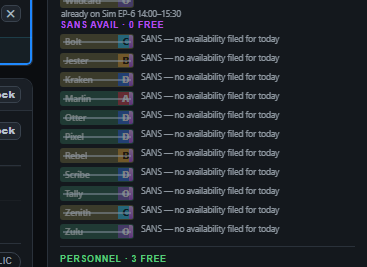 already on Sim EP-6 14:00–15:30
SANS AVAIL · 0 FREE
Bolt C SANS — no availability filed for today
Jester B SANS — no availability filed for today
Kraken D SANS — no availability filed for today
Marlin A SANS — no availability filed for today
Otter D SANS — no availability filed for today
Pixel D SANS — no availability filed for today
Rebel B SANS — no availability filed for today
Scribe D SANS — no availability filed for today
Tally O SANS — no availability filed for today
Zenith C SANS — no availability filed for today
Zulu O SANS — no availability filed for today
PERSONNEL · 3 FREE
ock
ock
LIC